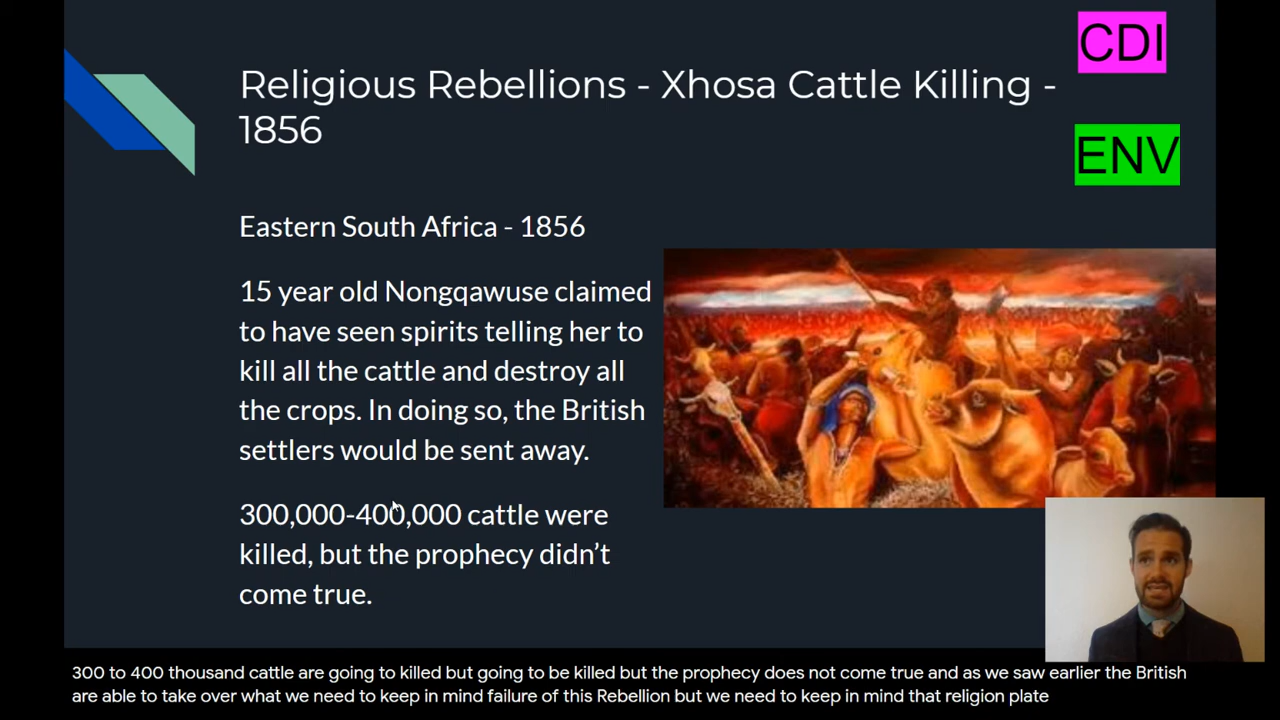 CDI
Religious Rebellions - Xhosa Cattle Killing -
1856
ENV
Eastern South Africa - 1856
15 year old Nongqawuse claimed
to have seen spirits telling her to
kill all the cattle and destroy all
the crops. In doing so, the British
settlers would be sent away.
300,000-400,000 cattle were
killed, but the prophecy didn't
come true.
300 to 400 thousand cattle are going to killed but going to be killed but the prophecy does not come true and as we saw earlier the British
are able to take over what we need to keep in mind failure of this Rebellion but we need to keep in mind that religion plate